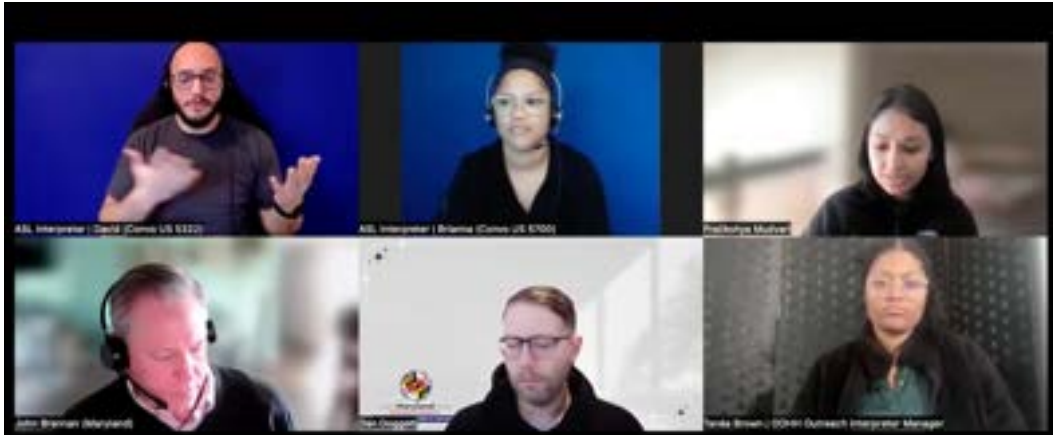 ASL Interpreter | David (Convo US 5322)
ASL Interpreter | Brianna (Convo US 5700)
John Brennan (Maryland)
Maryland
Brown | ODHH Outreach Interpreter Manager